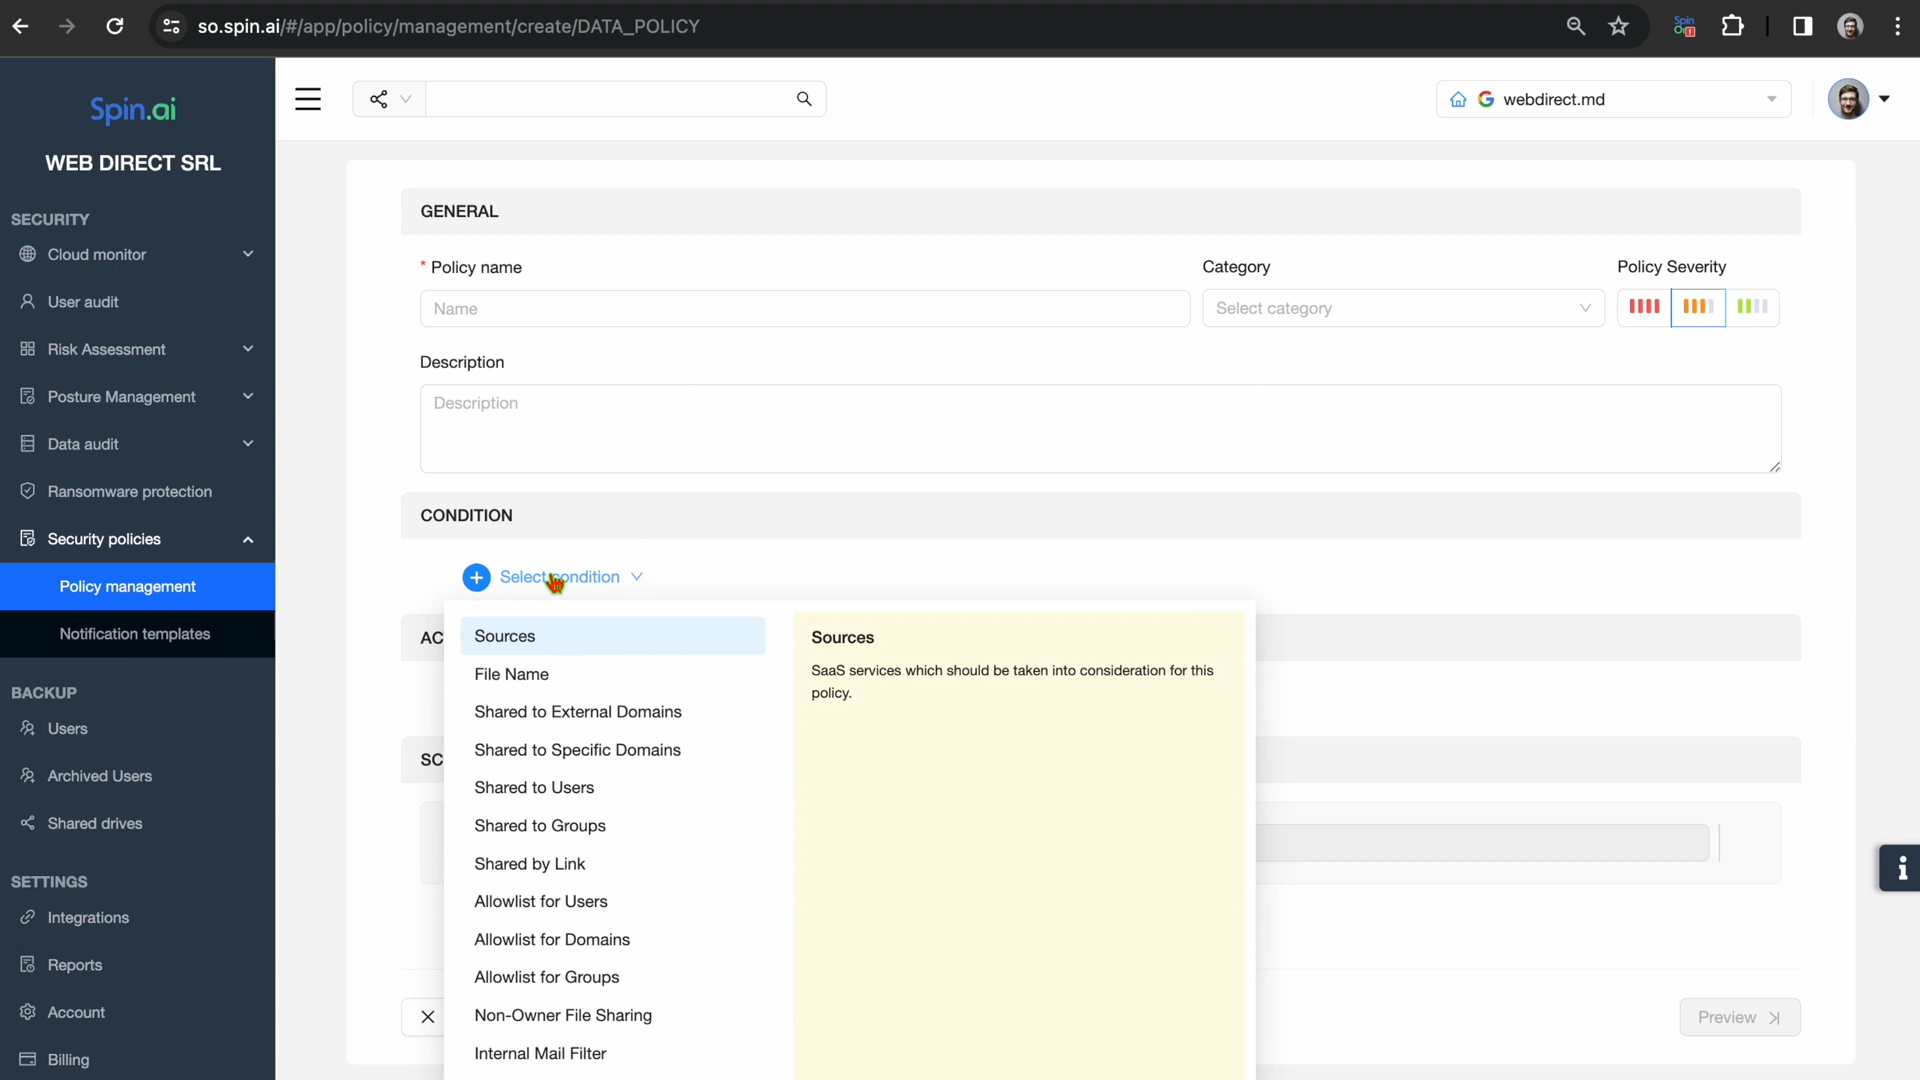 so.spin.ai/#/app/policy/management/create/DATA_POLICY
Spin
Spin.ai
WEB DIRECT SRL
SECURITY
Cloud monitor
User audit
Risk Assessment
Posture Management
Data audit
Ransomware protection
Security policies
Policy management
Notification templates
BACKUP
Users
Archived Users
Shared drives
SETTINGS
Integrations
Reports
Account
Billing
webdirect.md
GENERAL
* Policy name
Category
Policy Severity
Name
Select category
Description
Description
CONDITION
Select condition
AC
SC
Sources
File Name
Shared to External Domains
Shared to Specific Domains
Shared to Users
Shared to Groups
Shared by Link
Allowlist for Users
Allowlist for Domains
Allowlist for Groups
Non-Owner File Sharing
Internal Mail Filter
Sources
SaaS services which should be taken into consideration for this
policy.
Preview